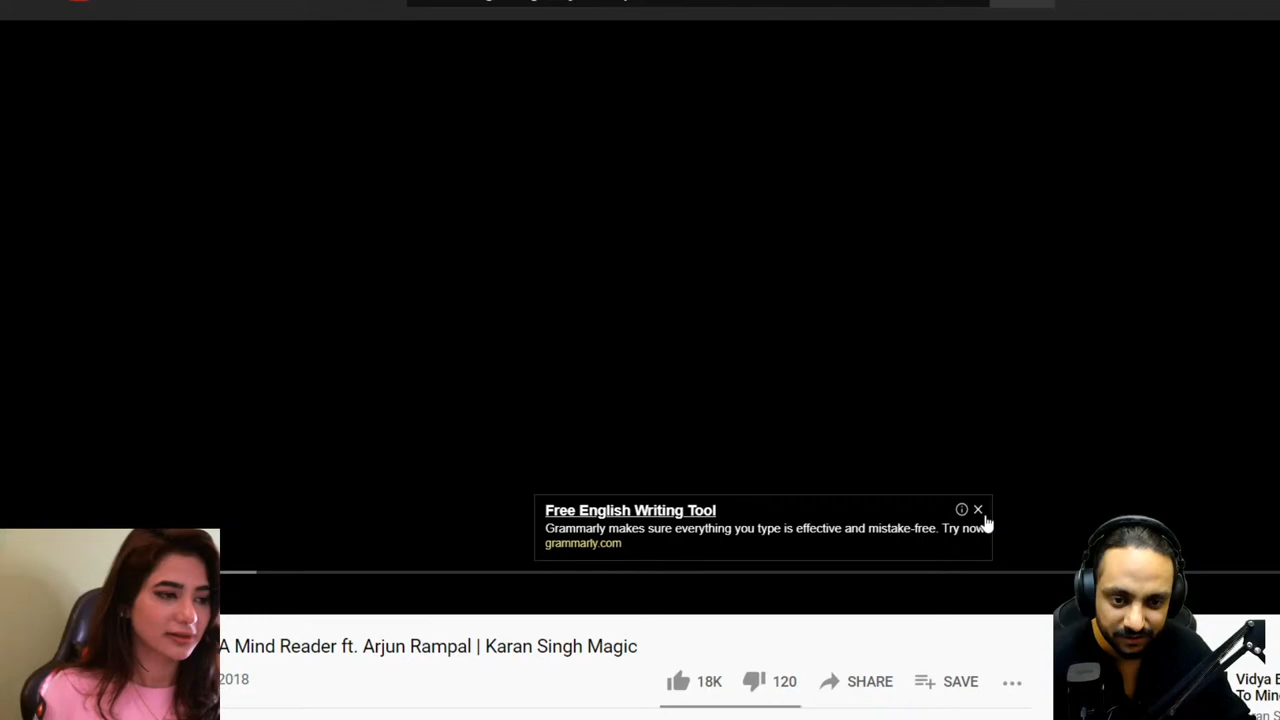 Free English Writing Tool
Grammarly makes sure everything you type is effective and mistake-free. Try now
grammarly.com
A Mind Reader ft. Arjun Rampal | Karan Singh Magic
2018
18K
120
SHARE
SAVE
Vidya
To Min